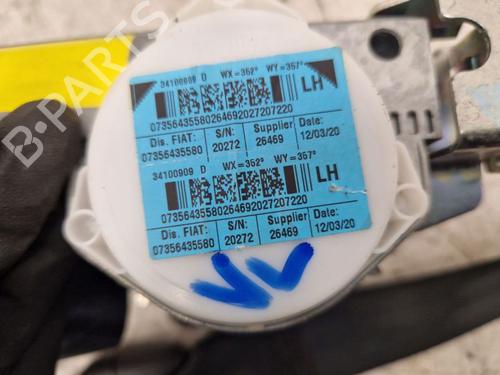 34100909 D WX=352° WY=357°
LH
07356435580264692027207220
Dis. FIAT: S/N: Supplier Date:
07356435580 20272 26469 12/03/20
34100909 D WX=352° WY=357°
LH
07356435580264692027207220
Dis. FIAT: S/N: Supplier Date:
07356435580 20272 26469 12/03/20
VL